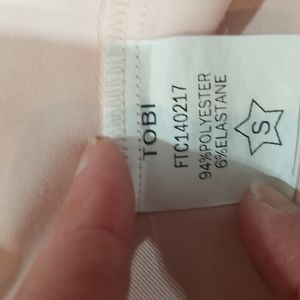 TOBI
FTC140217
94%POLYESTER
6%ELASTANE
S